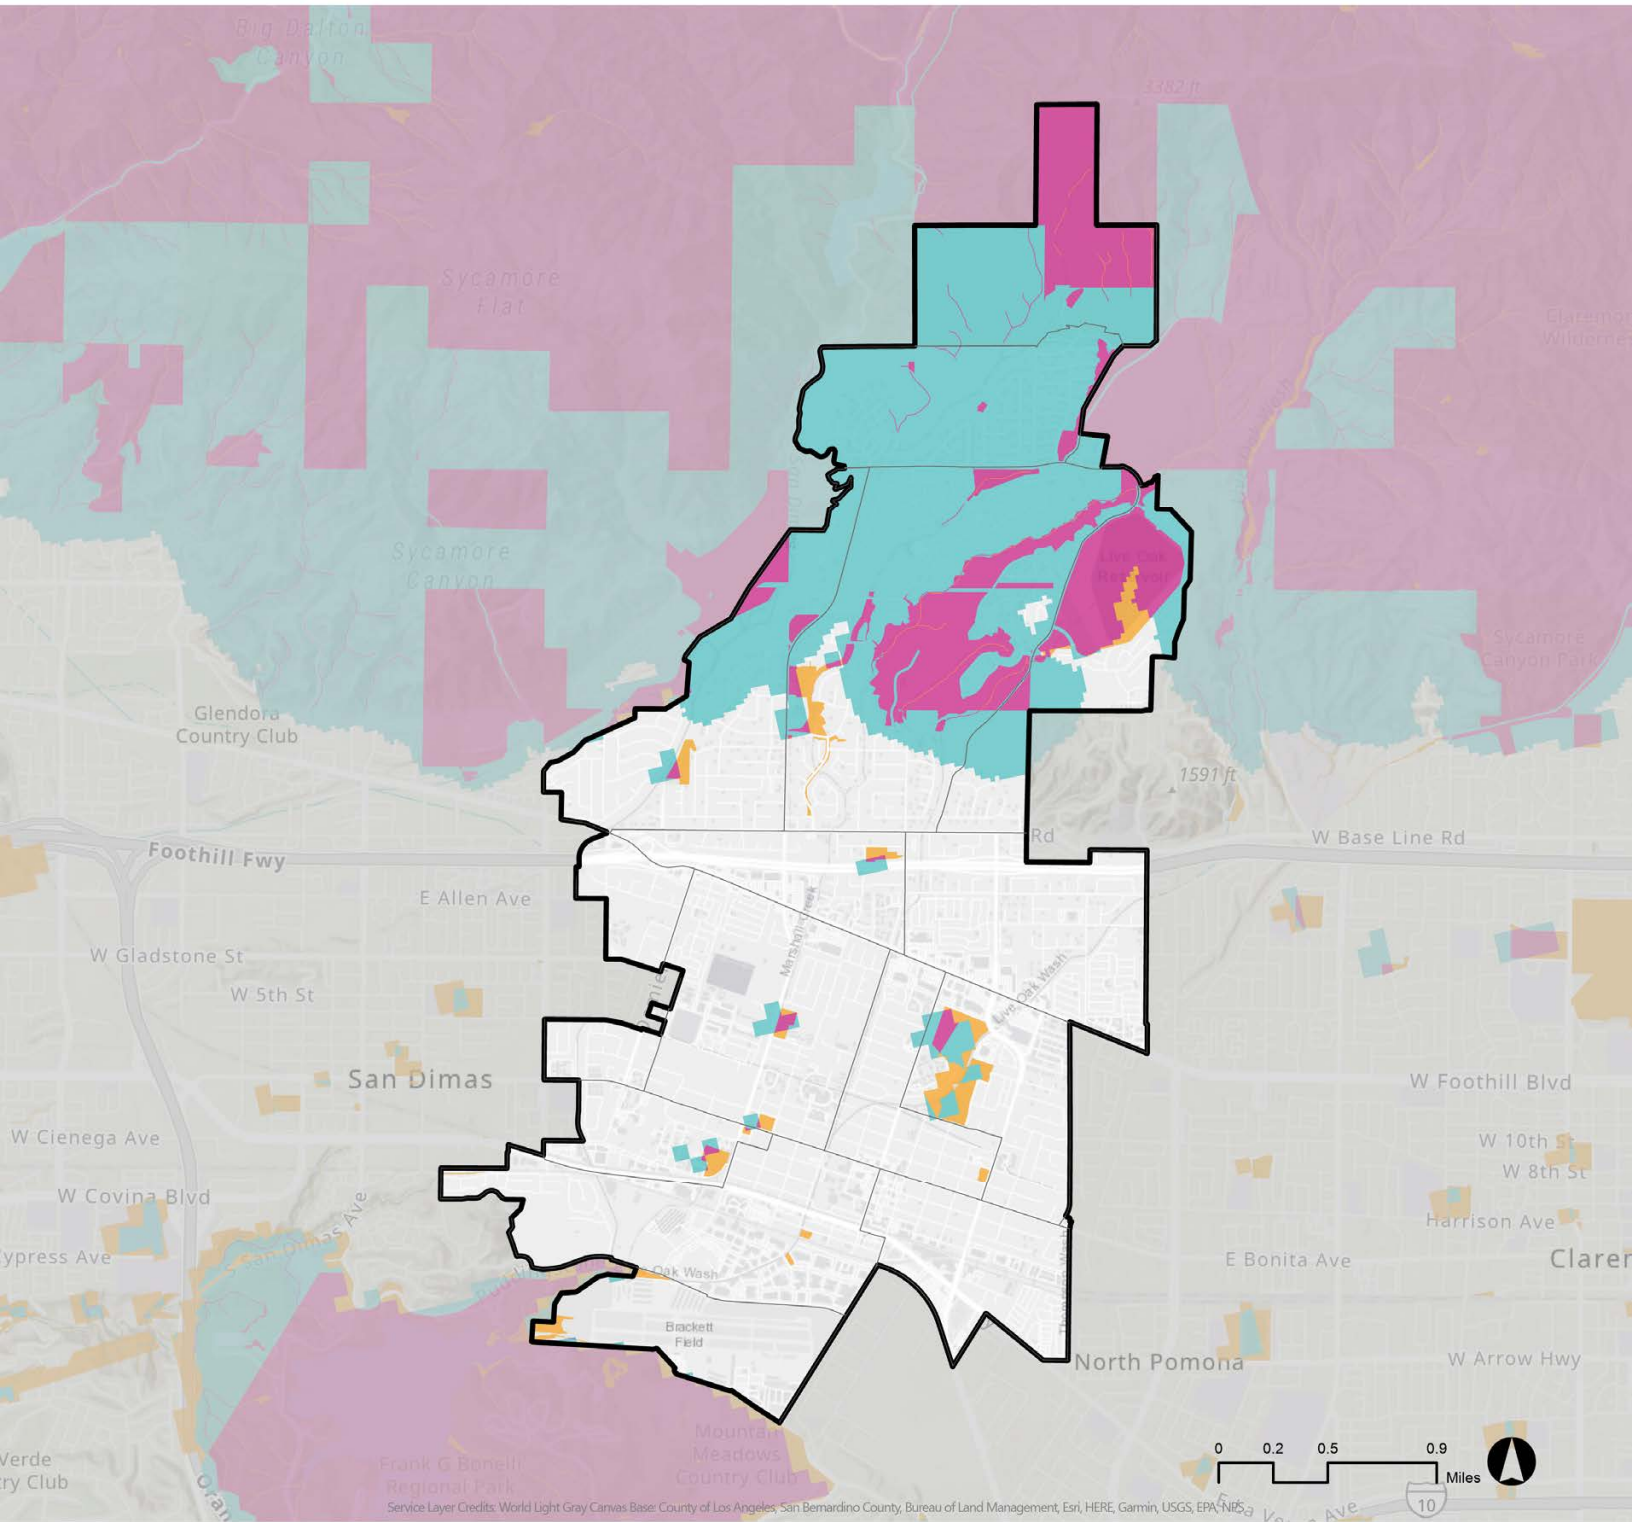 Big Dalton
Canyon
3382 ft
Sycamore
Flat
Sycamore
Canyon
Live Oak
Reservoir
Sycamore
Canyon Park
Glendora
Country Club
1591 ft
Rd
W Base Line Rd
Foothill Fwy
E Allen Ave
Marshall Creek
W Gladstone St
W 5th St
Live Oak Wash
San Dimas
W Foothill Blvd
W Cienega Ave
W 10th St
W 8th St
W Covina Blvd
San Dimas Ave
Harrison Ave
Cypress Ave
E Bonita Ave
Clarer
Oak Wash
Brackett
Field
North Pomona
W Arrow Hwy
Mountain
Meadows
Country Club
Verde
ry Club
Frank G Bonelli
Regional Park
0 0.2 0.5 0.9
Miles
10
Service Layer Credits: World Light Gray Canvas Base: County of Los Angeles, San Bernardino County, Bureau of Land Management, Esri, HERE, Garmin, USGS, EPA, NPS